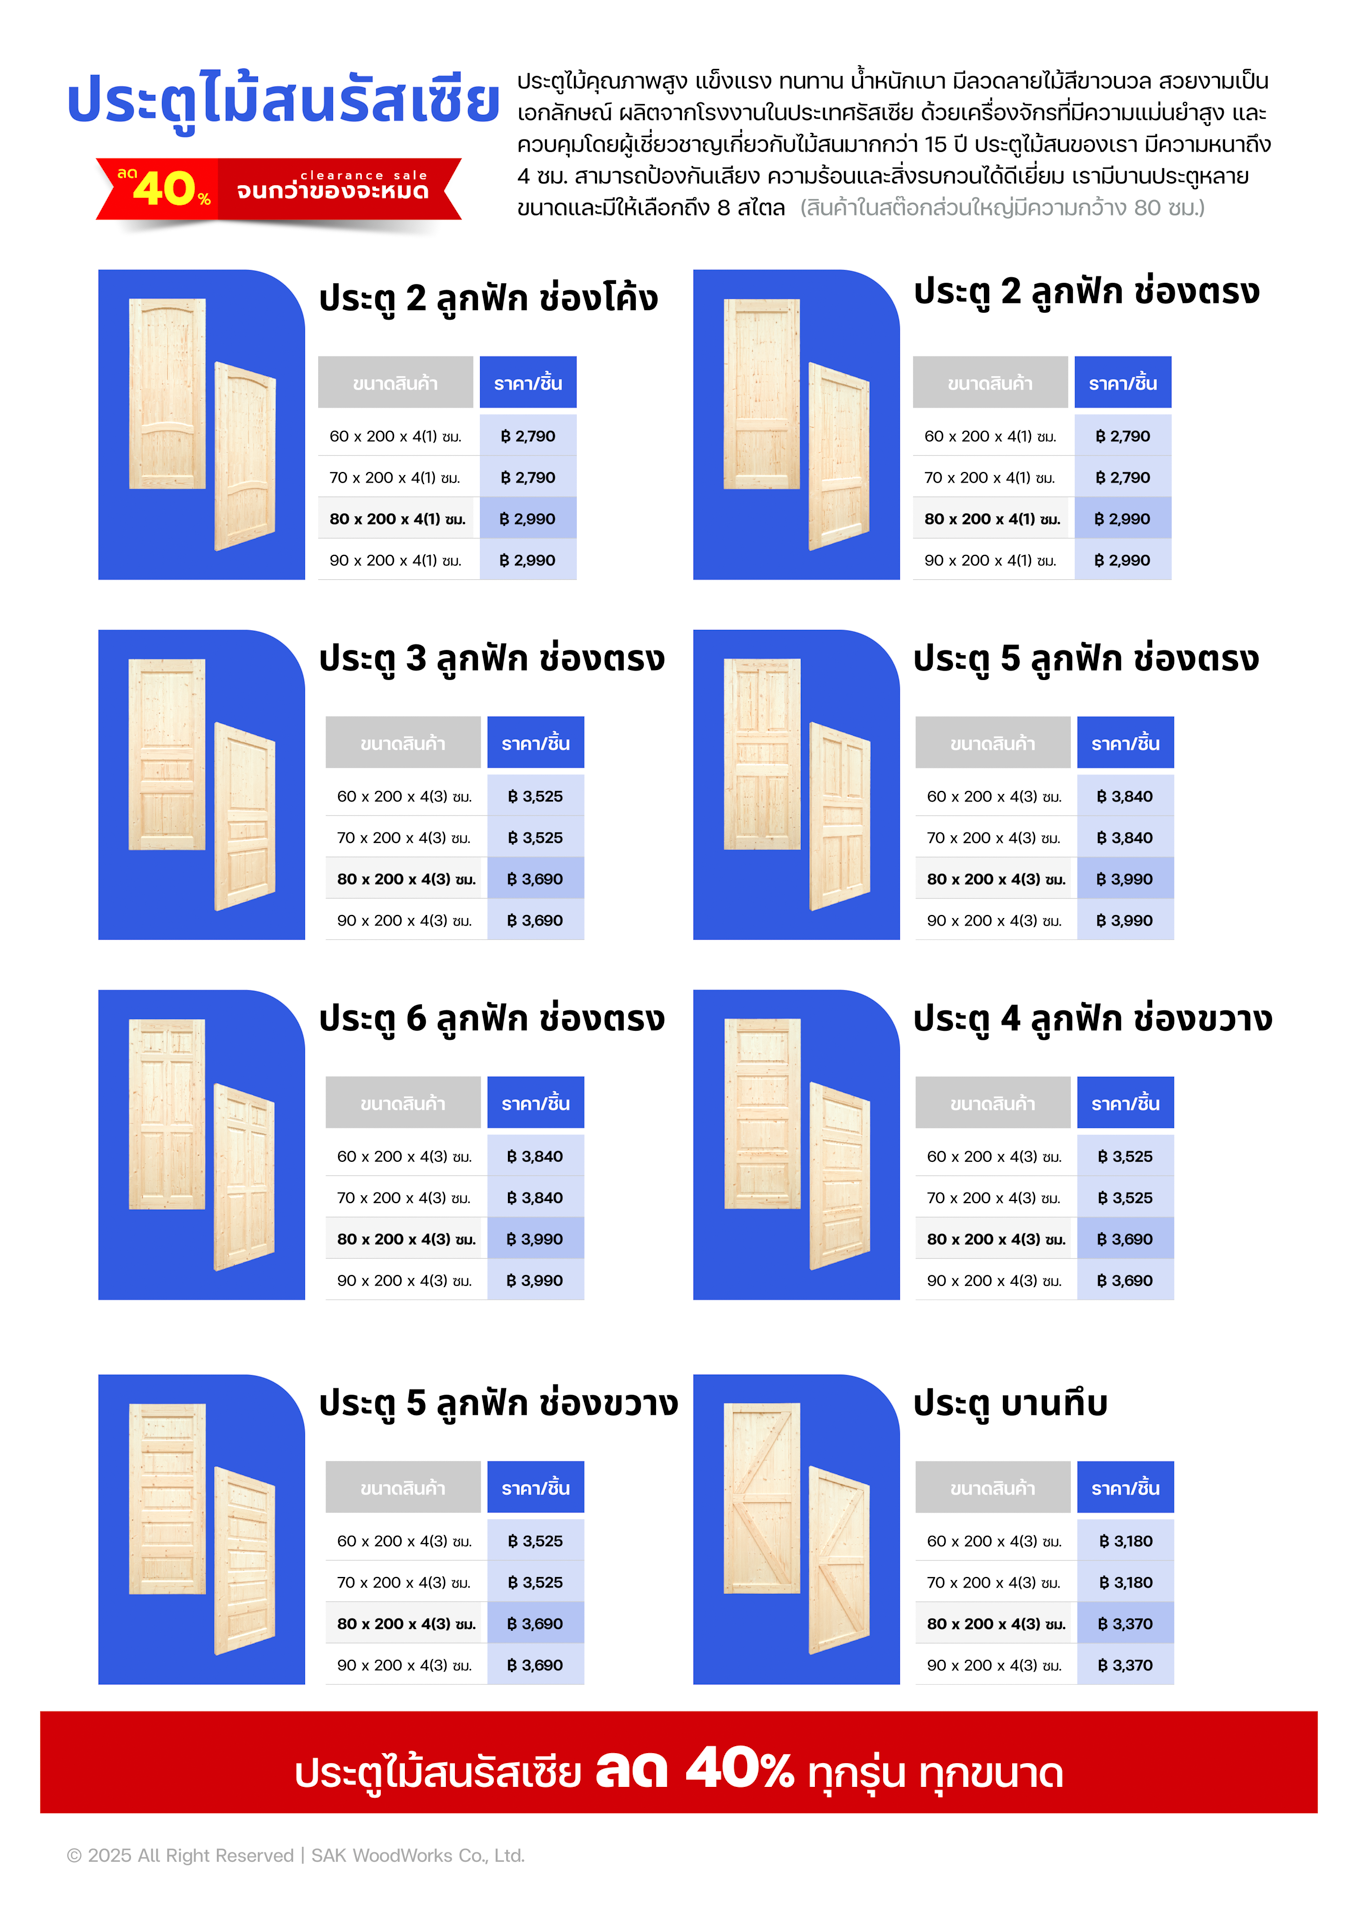 ประตูไม้สนรัสเซีย
ลด 40 %
clearance sale
จนกว่าของจะหมด
ประตูไม้คุณภาพสูง แข็งแรง ทนทาน น้ำหนักเบา มีลวดลายไม้สีขาวนวล สวยงามเป็น
เอกลักษณ์ ผลิตจากโรงงานในประเทศรัสเซีย ด้วยเครื่องจักรที่มีความแม่นยำสูง และ
ควบคุมโดยผู้เชี่ยวชาญเกี่ยวกับไม้สนมากกว่า 15 ปี ประตูไม้สนของเรา มีความหนาถึง
4 ซม. สามารถป้องกันเสียง ความร้อนและสิ่งรบกวนได้ดีเยี่ยม เรามีบานประตูหลาย
ขนาดและมีให้เลือกถึง 8 สไตล (สินค้าในสต๊อกส่วนใหญ่มีความกว้าง 80 ซม.)
ประตู 2 ลูกฟัก ช่องโค้ง
ขนาดสินค้า ราคา/ชิ้น
60 x 200 x 4(1) ซม. ฿ 2,790
70 x 200 x 4(1) ซม. ฿ 2,790
80 x 200 x 4(1) ซม. ฿ 2,990
90 x 200 x 4(1) ซม. ฿ 2,990
ประตู 2 ลูกฟัก ช่องตรง
ขนาดสินค้า ราคา/ชิ้น
60 x 200 x 4(1) ซม. ฿ 2,790
70 x 200 x 4(1) ซม. ฿ 2,790
80 x 200 x 4(1) ซม. ฿ 2,990
90 x 200 x 4(1) ซม. ฿ 2,990
ประตู 3 ลูกฟัก ช่องตรง
ขนาดสินค้า ราคา/ชิ้น
60 x 200 x 4(3) ซม. ฿ 3,525
70 x 200 x 4(3) ซม. ฿ 3,525
80 x 200 x 4(3) ซม. ฿ 3,690
90 x 200 x 4(3) ซม. ฿ 3,690
ประตู 5 ลูกฟัก ช่องตรง
ขนาดสินค้า ราคา/ชิ้น
60 x 200 x 4(3) ซม. ฿ 3,840
70 x 200 x 4(3) ซม. ฿ 3,840
80 x 200 x 4(3) ซม. ฿ 3,990
90 x 200 x 4(3) ซม. ฿ 3,990
ประตู 6 ลูกฟัก ช่องตรง
ขนาดสินค้า ราคา/ชิ้น
60 x 200 x 4(3) ซม. ฿ 3,840
70 x 200 x 4(3) ซม. ฿ 3,840
80 x 200 x 4(3) ซม. ฿ 3,990
90 x 200 x 4(3) ซม. ฿ 3,990
ประตู 4 ลูกฟัก ช่องขวาง
ขนาดสินค้า ราคา/ชิ้น
60 x 200 x 4(3) ซม. ฿ 3,525
70 x 200 x 4(3) ซม. ฿ 3,525
80 x 200 x 4(3) ซม. ฿ 3,690
90 x 200 x 4(3) ซม. ฿ 3,690
ประตู 5 ลูกฟัก ช่องขวาง
ขนาดสินค้า ราคา/ชิ้น
60 x 200 x 4(3) ซม. ฿ 3,525
70 x 200 x 4(3) ซม. ฿ 3,525
80 x 200 x 4(3) ซม. ฿ 3,690
90 x 200 x 4(3) ซม. ฿ 3,690
ประตู บานทึบ
ขนาดสินค้า ราคา/ชิ้น
60 x 200 x 4(3) ซม. ฿ 3,180
70 x 200 x 4(3) ซม. ฿ 3,180
80 x 200 x 4(3) ซม. ฿ 3,370
90 x 200 x 4(3) ซม. ฿ 3,370
ประตูไม้สนรัสเซีย ลด 40% ทุกรุ่น ทุกขนาด
© 2025 All Right Reserved | SAK WoodWorks Co., Ltd.